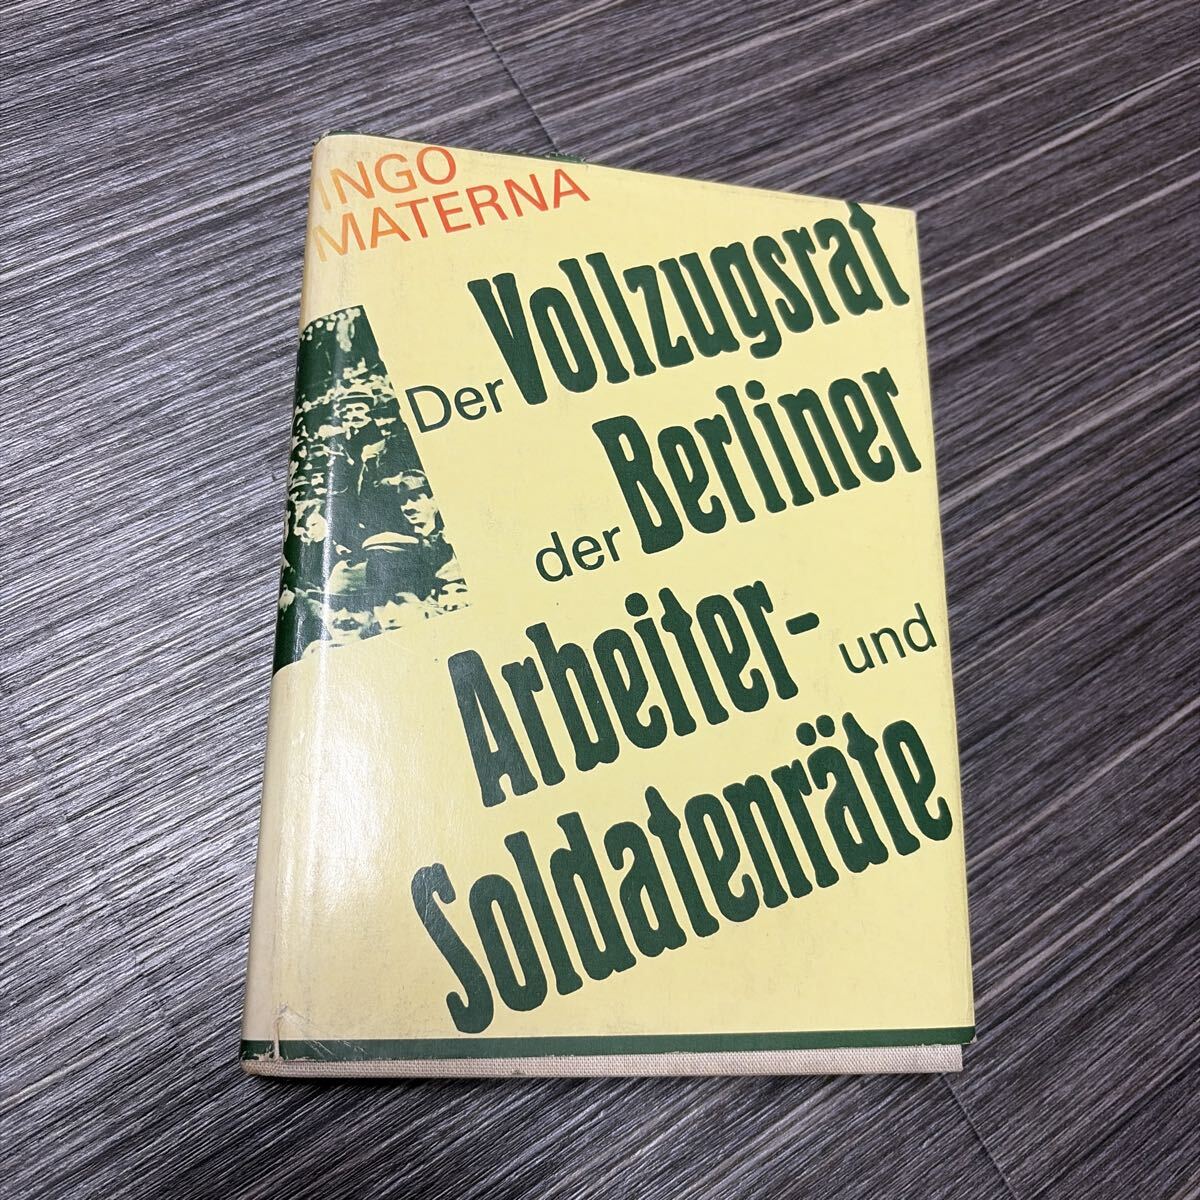 INGO
MATERNA
Der Vollzugsrat
der Berliner
Arbeiter- und
Soldatenräte